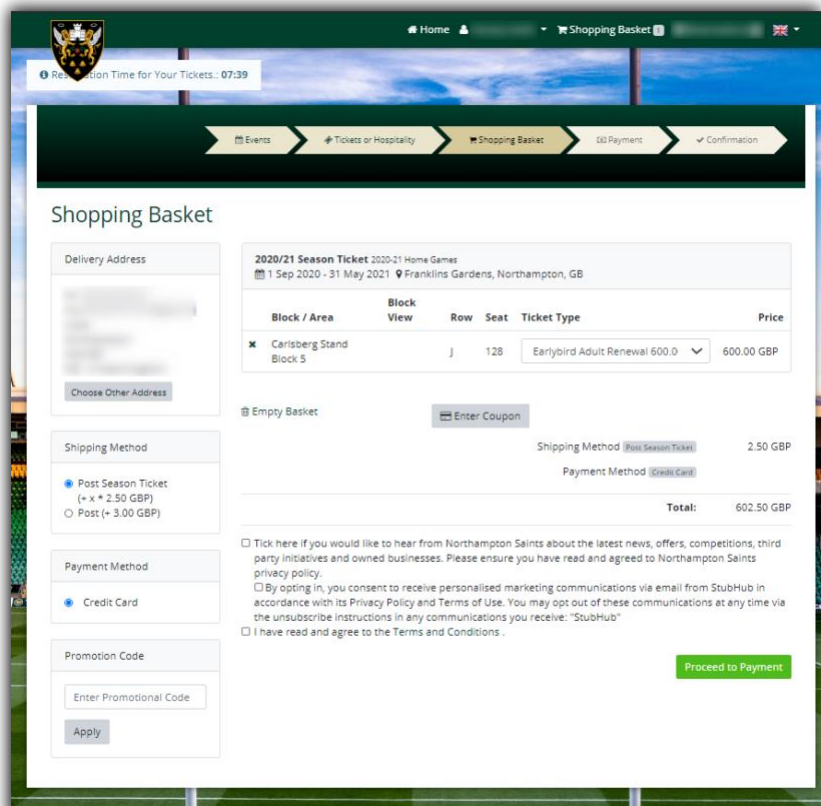 Home
Shopping Basket 1
Reservation Time for Your Tickets.: 07:39
Events
Tickets or Hospitality
Shopping Basket
Payment
Confirmation
Shopping Basket
Delivery Address
Choose Other Address
Shipping Method
Post Season Ticket
(+ x * 2.50 GBP)
Post (+ 3.00 GBP)
Payment Method
Credit Card
Promotion Code
Enter Promotional Code
Apply
2020/21 Season Ticket 2020-21 Home Games
1 Sep 2020 - 31 May 2021 Franklins Gardens, Northampton, GB
Block / Area Block View Row Seat Ticket Type Price
Carlsberg Stand Block 5 J 128 Earlybird Adult Renewal 600.0 600.00 GBP
Empty Basket
Enter Coupon
Shipping Method Post Season Ticket 2.50 GBP
Payment Method Credit Card
Total: 602.50 GBP
Tick here if you would like to hear from Northampton Saints about the latest news, offers, competitions, third
party initiatives and owned businesses. Please ensure you have read and agreed to Northampton Saints
privacy policy.
By opting in, you consent to receive personalised marketing communications via email from StubHub in
accordance with its Privacy Policy and Terms of Use. You may opt out of these communications at any time via
the unsubscribe instructions in any communications you receive: "StubHub"
I have read and agree to the Terms and Conditions .
Proceed to Payment